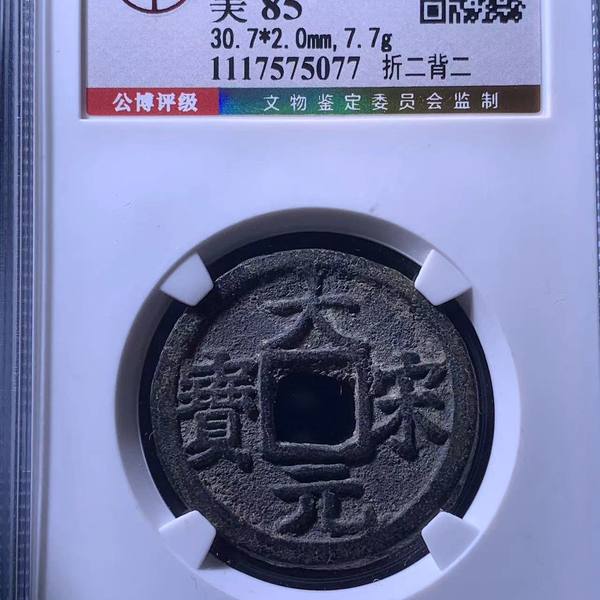 美 85
30.7*2.0mm,7.7g
1117575077 折二背二
公博评级 文物鉴定委员会监制
大
寶 宋
元